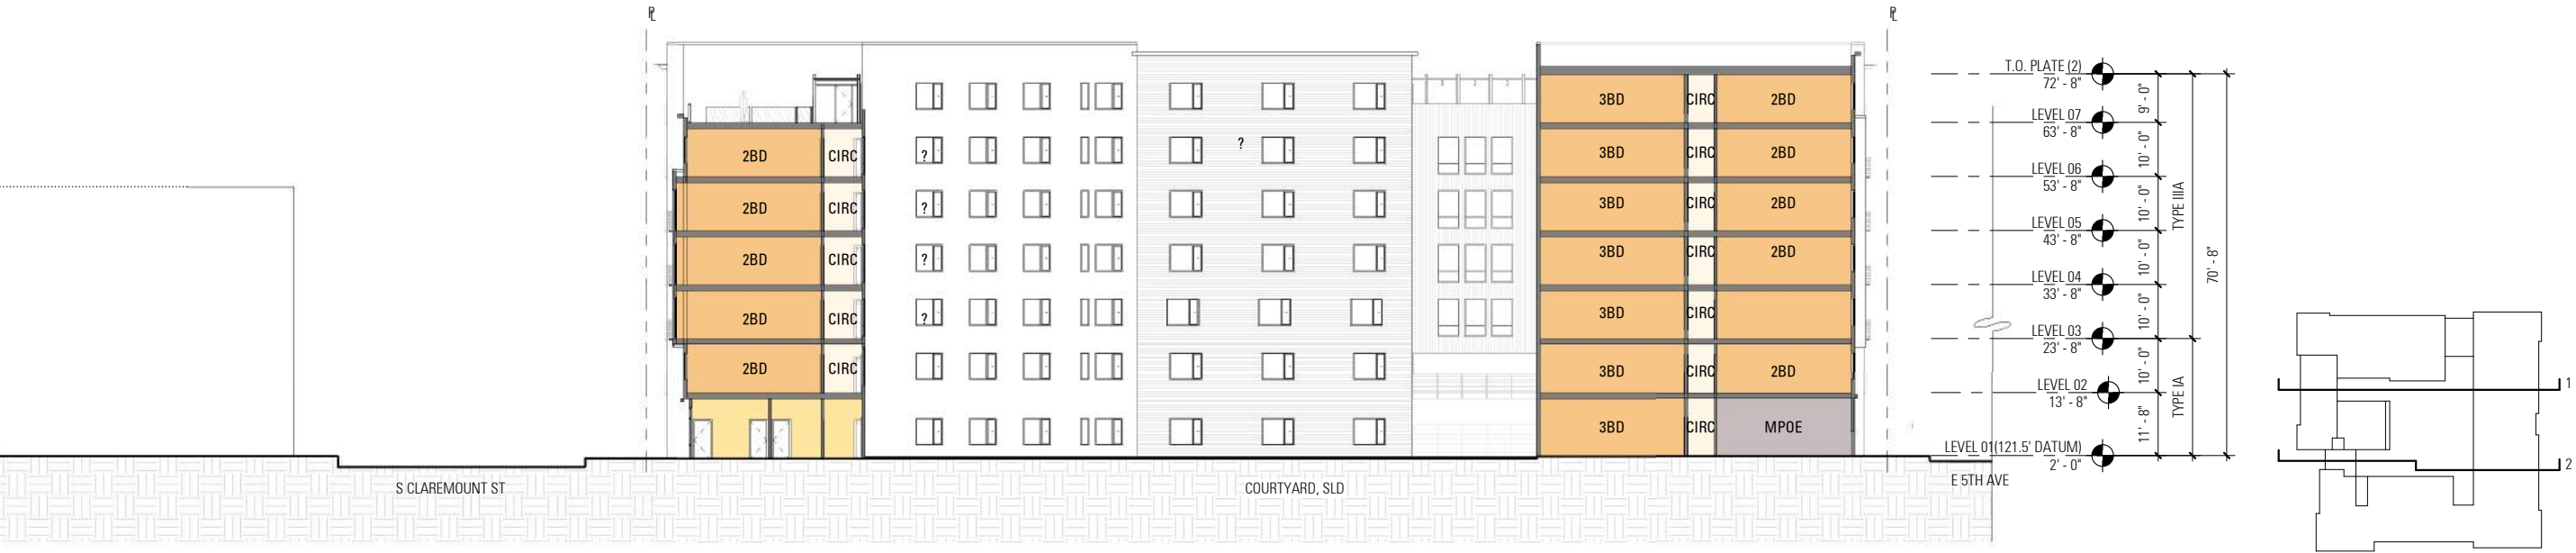 PL
PL
T.O. PLATE (2)
72' - 8"
9' - 0"
3BD CIRC 2BD
LEVEL 07
63' - 8"
10' - 0"
2BD CIRC ? ? 3BD CIRC 2BD
LEVEL 06
53' - 8"
10' - 0"
TYPE IIIA
2BD CIRC ? 3BD CIRC 2BD
LEVEL 05
43' - 8"
10' - 0"
2BD CIRC ? 3BD CIRC 2BD
LEVEL 04
33' - 8"
10' - 0"
70' - 8"
2BD CIRC ? 3BD CIRC
LEVEL 03
23' - 8"
10' - 0"
TYPE IA
2BD CIRC 3BD CIRC 2BD
LEVEL 02
13' - 8"
11' - 8"
3BD CIRC MPOE
LEVEL 01(121.5' DATUM)
2' - 0"
S CLAREMOUNT ST
COURTYARD, SLD
E 5TH AVE
1
2